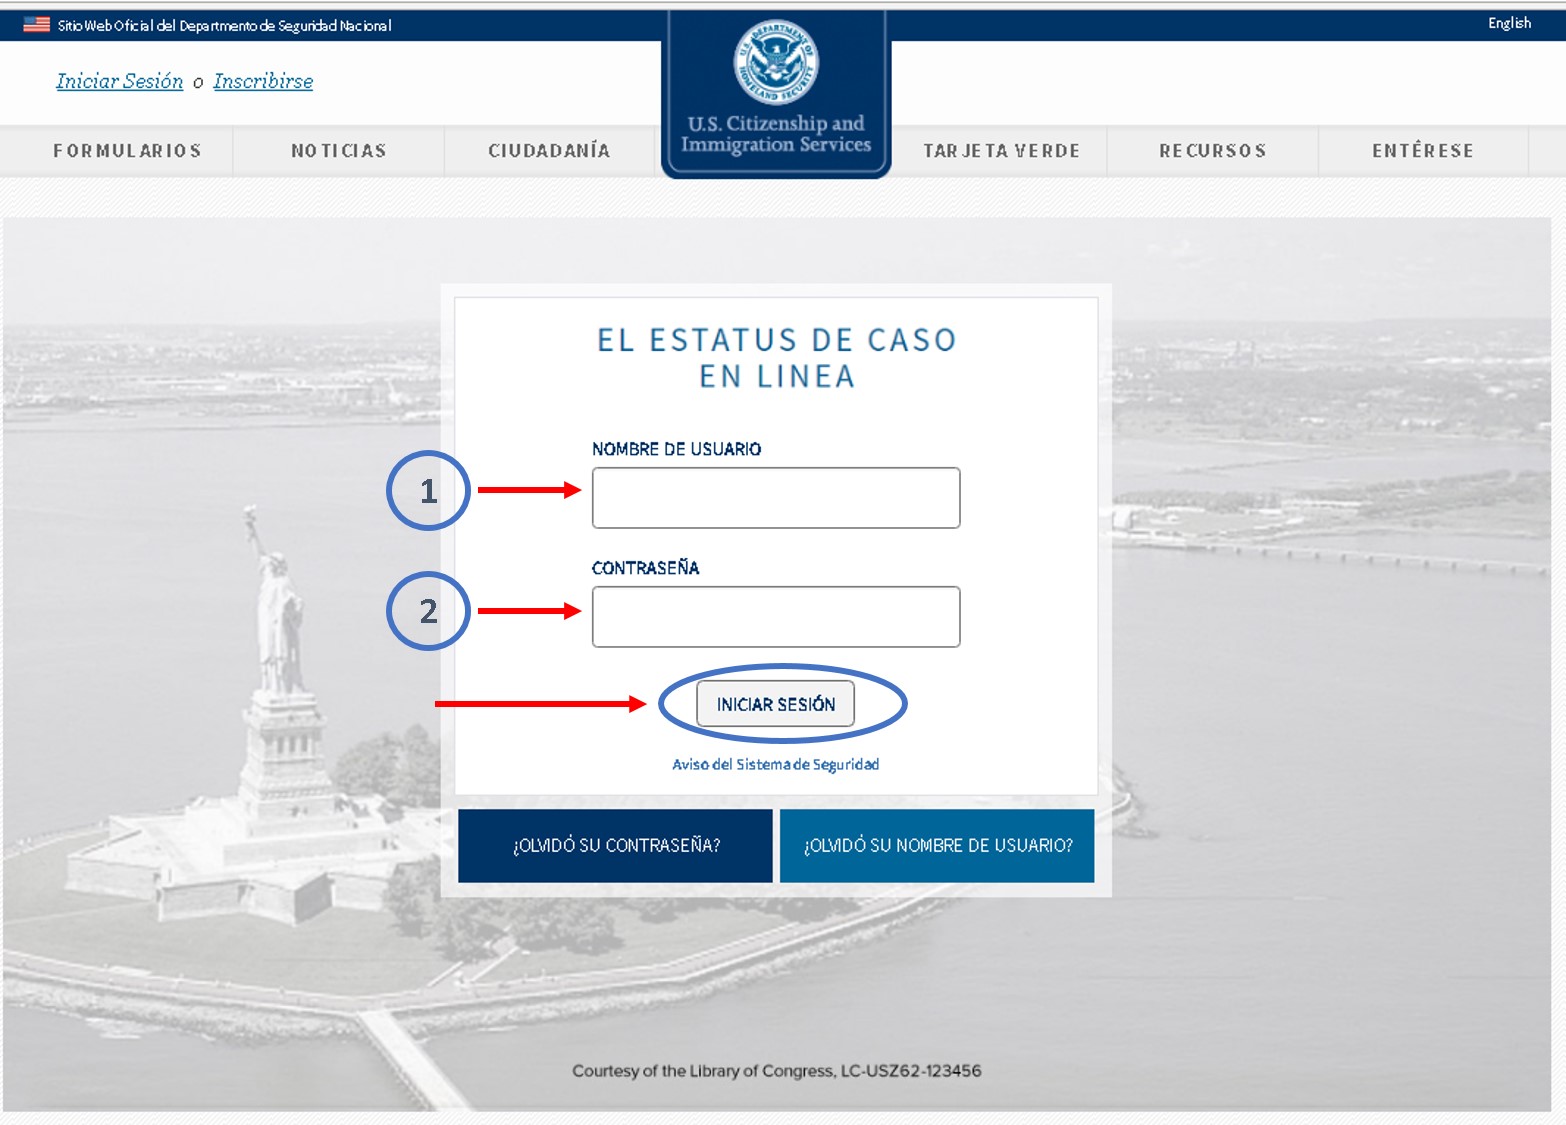 Sitio Web Oficial del Departmento de Seguridad Nacional
English
Iniciar Sesión o Inscribirse
U.S. DEPARTMENT OF HOMELAND SECURITY
U.S. Citizenship and
Immigration Services
FORMULARIOS
NOTICIAS
CIUDADANÍA
TARJETA VERDE
RECURSOS
ENTÉRESE
EL ESTATUS DE CASO
EN LINEA
NOMBRE DE USUARIO
1
CONTRASEÑA
2
INICIAR SESIÓN
Aviso del Sistema de Seguridad
¿OLVIDÓ SU CONTRASEÑA?
¿OLVIDÓ SU NOMBRE DE USUARIO?
Courtesy of the Library of Congress, LC-USZ62-123456